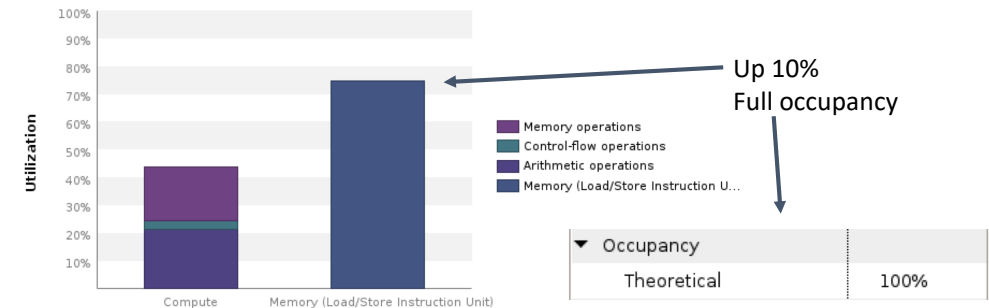 100%
90%
80%
70%
60%
50%
40%
30%
20%
10%
Utilization
Compute
Memory (Load/Store Instruction Unit)
Memory operations
Control-flow operations
Arithmetic operations
Memory (Load/Store Instruction U...
Up 10%
Full occupancy
Occupancy
Theoretical 100%